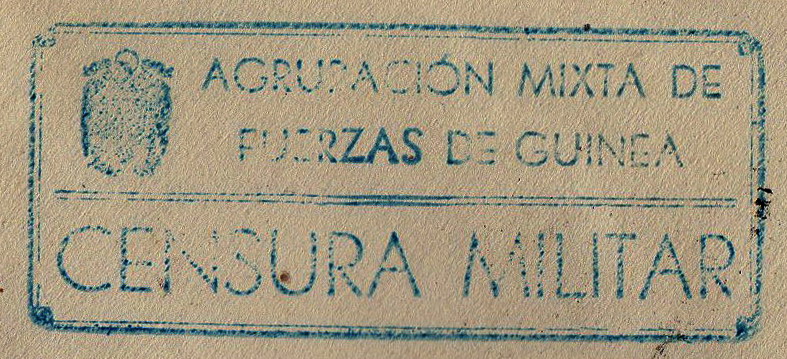 AGRUPACIÓN MIXTA DE
FUERZAS DE GUINEA
CENSURA MILITAR